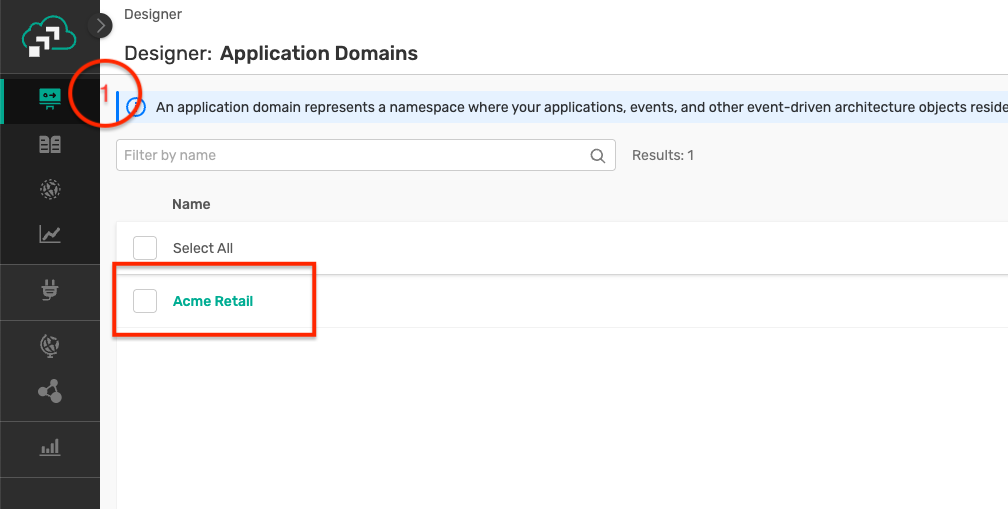 Designer
Designer: Application Domains
1
An application domain represents a namespace where your applications, events, and other event-driven architecture objects reside
Filter by name
Results: 1
Name
Select All
Acme Retail